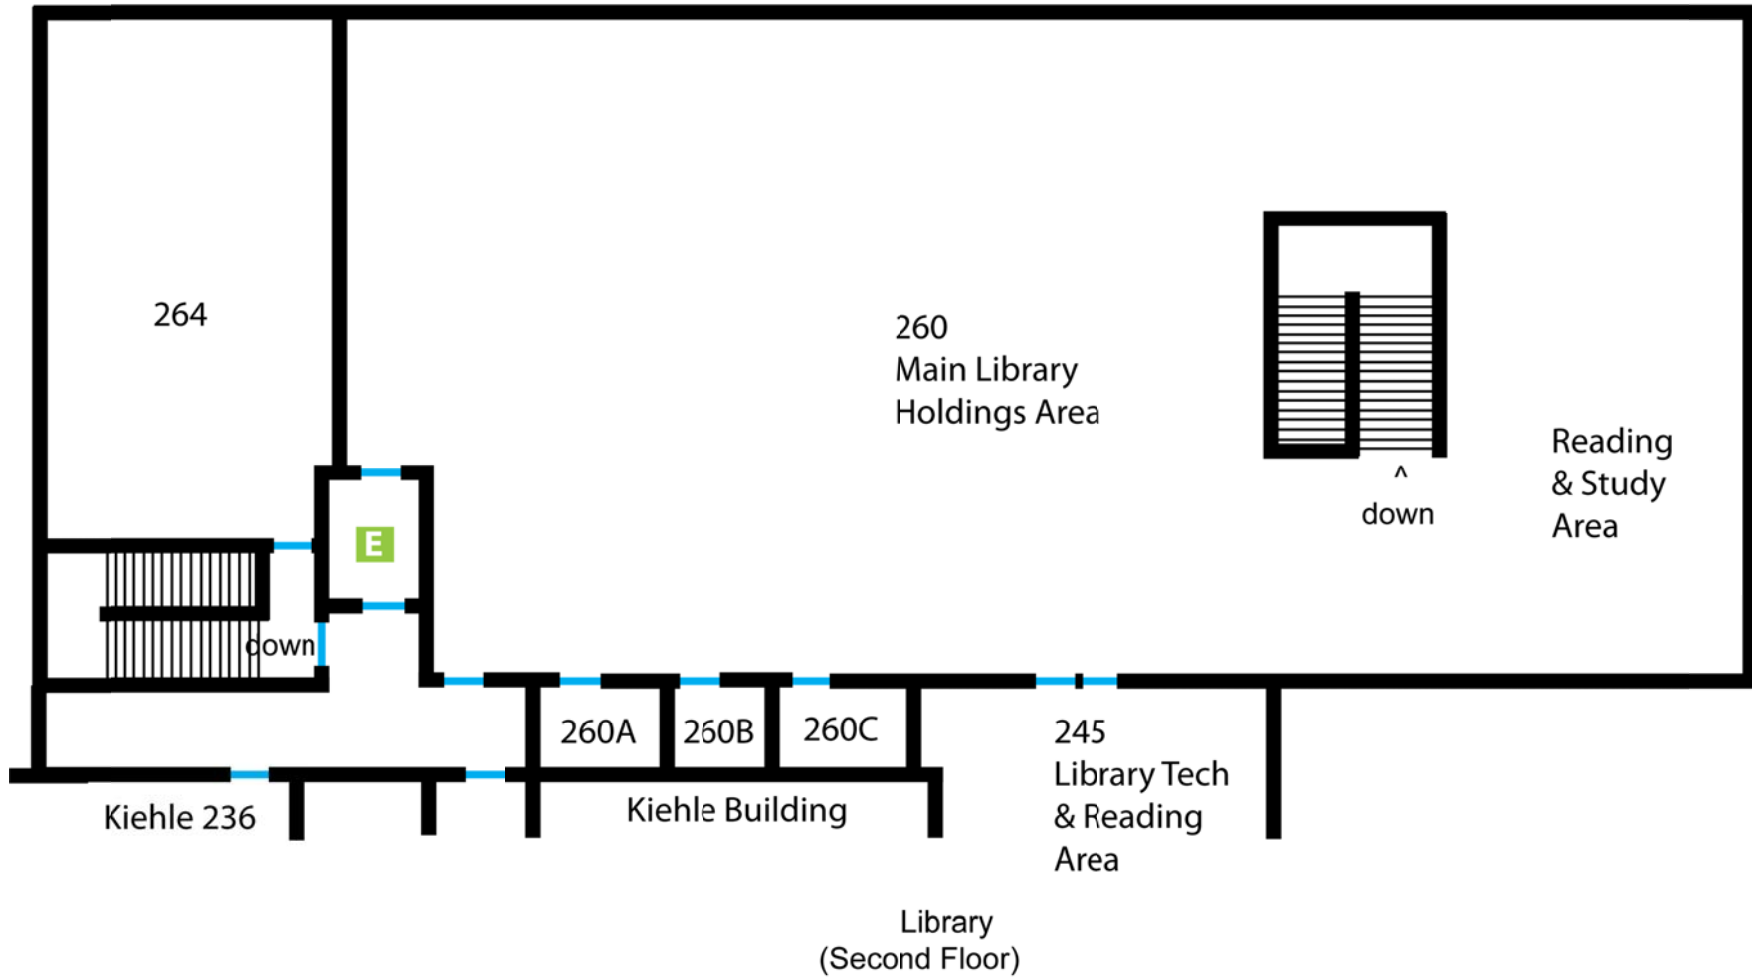 264
260
Main Library
Holdings Area
Reading
& Study
Area
^
down
E
down
260A
260B
260C
245
Library Tech
& Reading
Area
Kiehle 236
Kiehle Building
Library
(Second Floor)